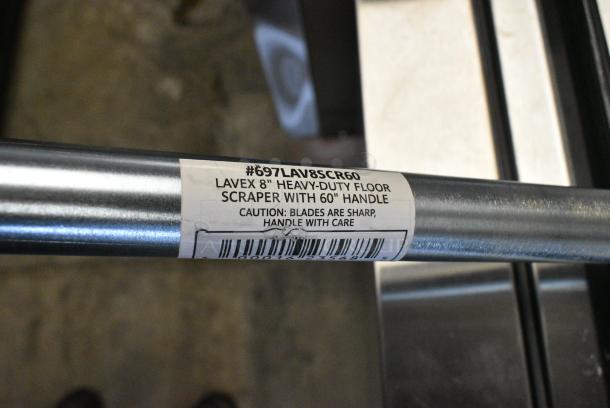 #697LAV8SCR60
LAVEX 8" HEAVY-DUTY FLOOR
SCRAPER WITH 60" HANDLE
CAUTION: BLADES ARE SHARP,
HANDLE WITH CARE